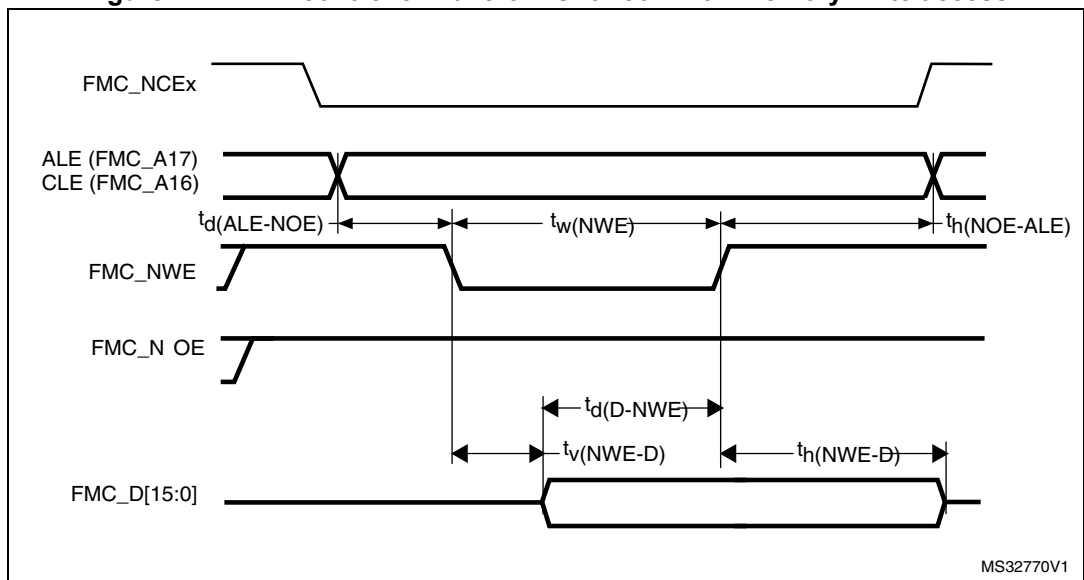 FMC_NCEx
ALE (FMC_A17)
CLE (FMC_A16)
td(ALE-NOE)
tw(NWE)
th(NOE-ALE)
FMC_NWE
FMC_N OE
td(D-NWE)
tv(NWE-D)
th(NWE-D)
FMC_D[15:0]
MS32770V1